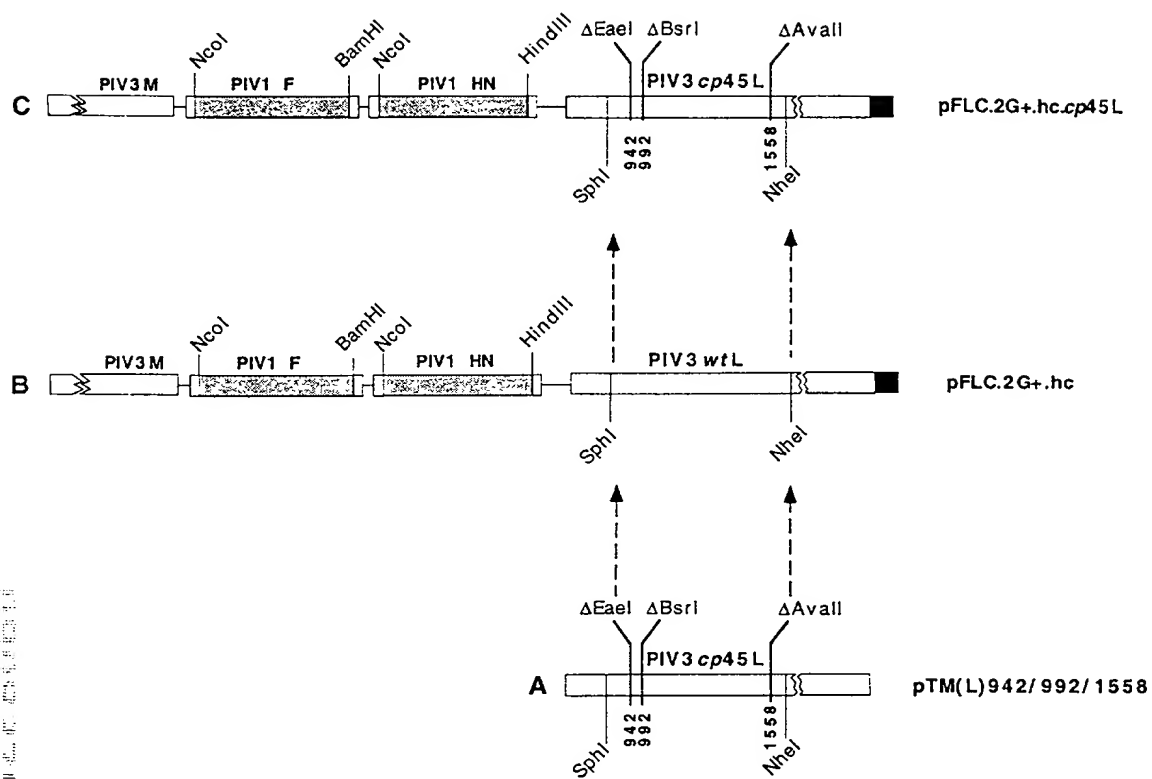 ΔEaeI ΔBsrI ΔAvaII
NcoI BamHI NcoI HindIII
C PIV3 M PIV1 F PIV1 HN PIV3 cp45 L pFLC.2G+.hc.cp45L
942 992 1558
SphI NheI
NcoI BamHI NcoI HindIII
B PIV3 M PIV1 F PIV1 HN PIV3 wt L pFLC.2G+.hc
SphI NheI
ΔEaeI ΔBsrI ΔAvaII
A PIV3 cp45 L pTM(L)942/992/1558
942 992 1558
SphI NheI